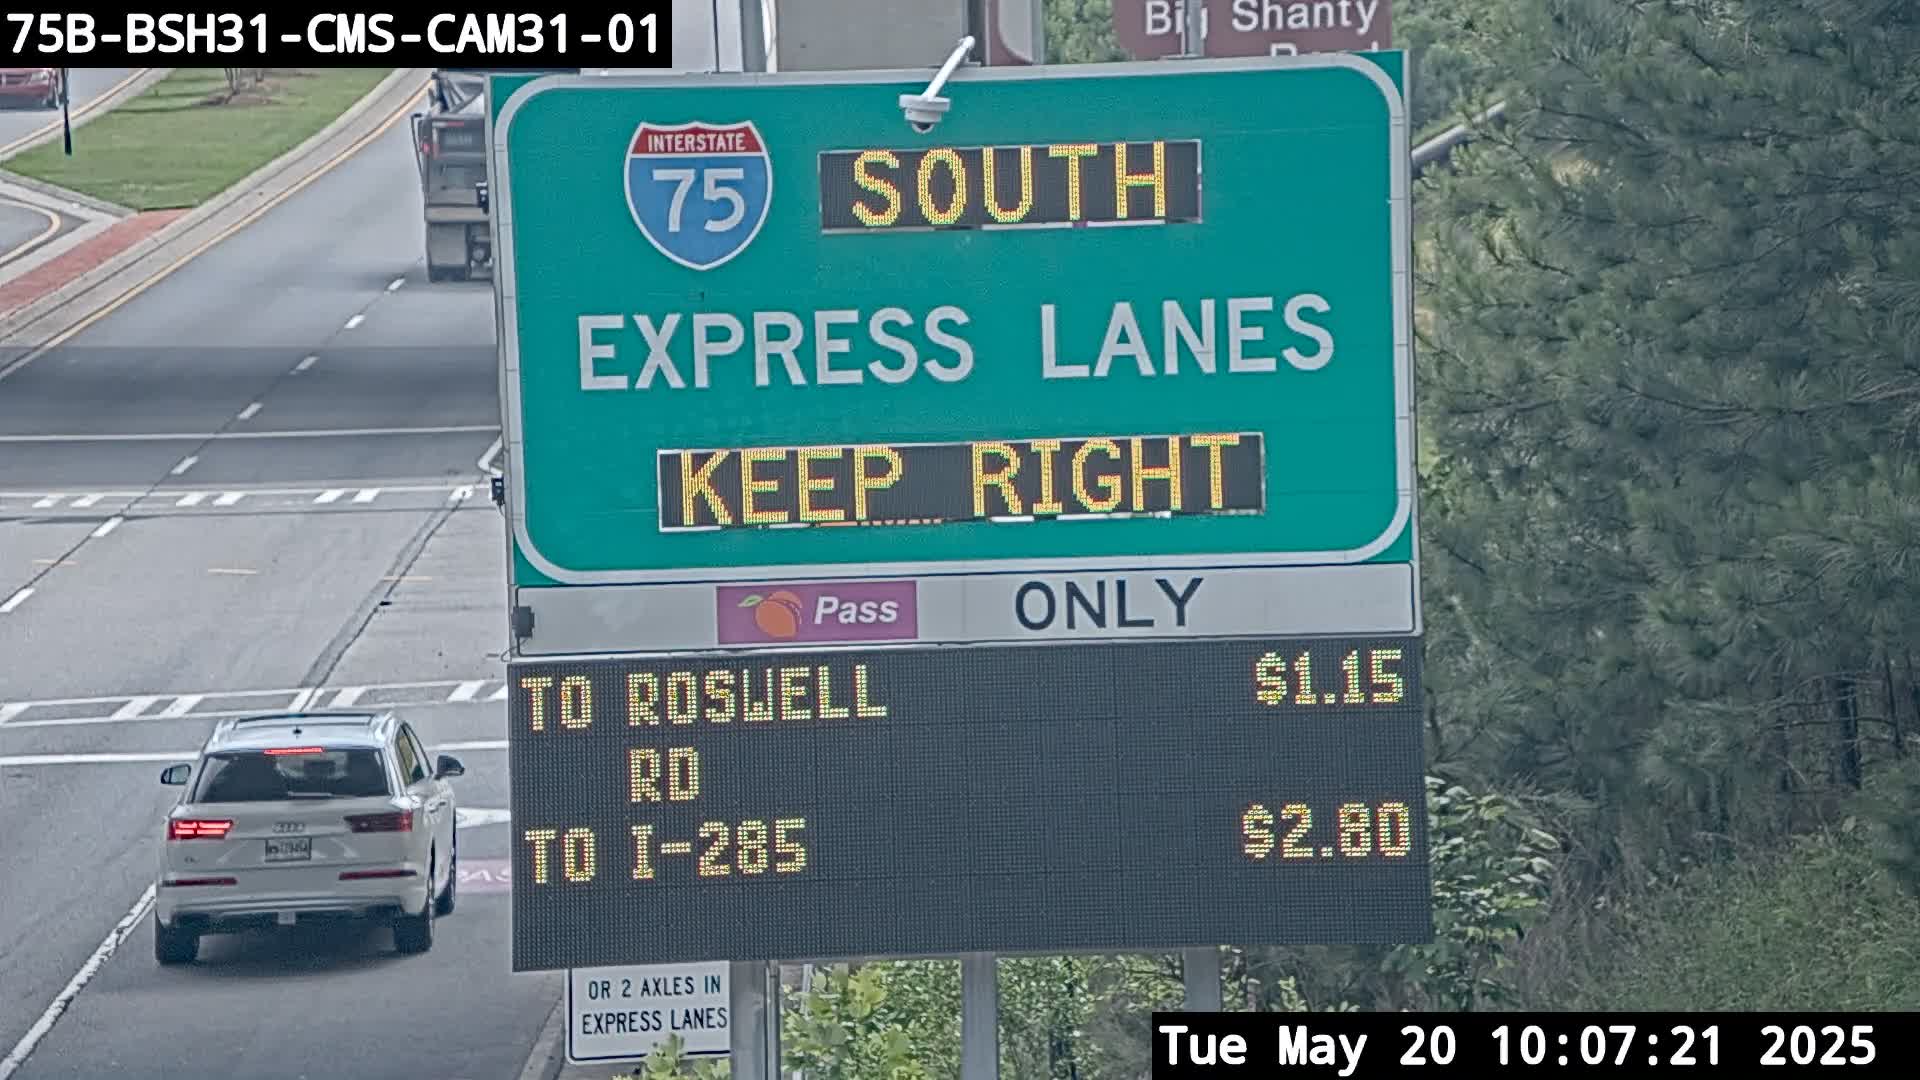 75B-BSH31-CMS-CAM31-01
Big Shanty
Road
INTERSTATE
75
SOUTH
EXPRESS LANES
KEEP RIGHT
Pass
ONLY
TO ROSWELL $1.15
RD
TO I-285 $2.80
OR 2 AXLES IN
EXPRESS LANES
Tue May 20 10:07:21 2025